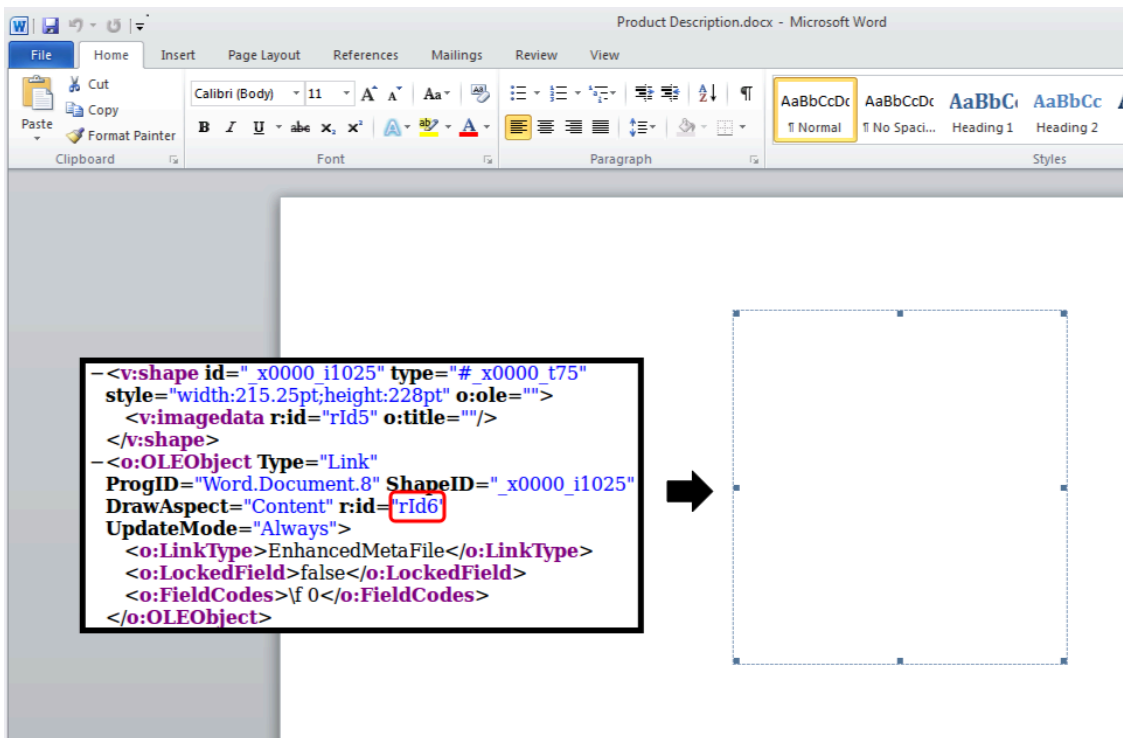 Product Description.docx - Microsoft Word
File Home Insert Page Layout References Mailings Review View
Cut
Copy
Format Painter
Paste
Calibri (Body) 11
Clipboard Font Paragraph Styles
AaBbCcDc AaBbCcDc AaBbC AaBbCc
¶ Normal ¶ No Spaci... Heading 1 Heading 2
−<v:shape id="_x0000_i1025" type="#_x0000_t75"
style="width:215.25pt;height:228pt" o:ole="">
<v:imagedata r:id="rId5" o:title=""/>
</v:shape>
−<o:OLEObject Type="Link"
ProgID="Word.Document.8" ShapeID="_x0000_i1025"
DrawAspect="Content" r:id="rId6"
UpdateMode="Always">
<o:LinkType>EnhancedMetaFile</o:LinkType>
<o:LockedField>false</o:LockedField>
<o:FieldCodes>\f 0</o:FieldCodes>
</o:OLEObject>